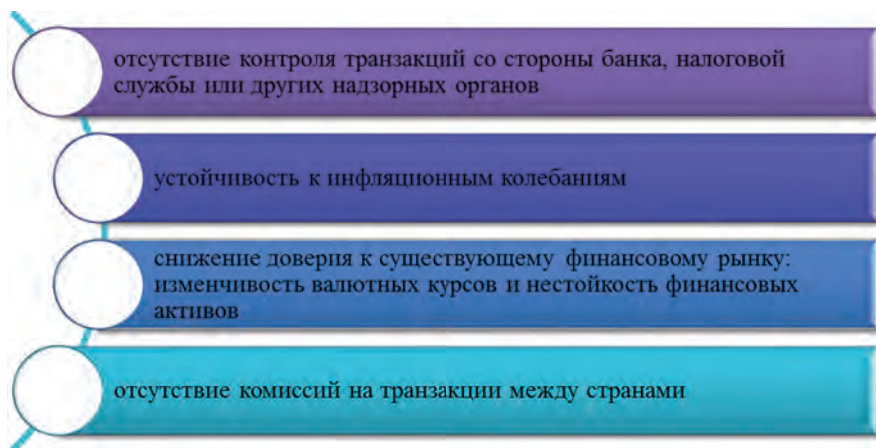 отсутствие контроля транзакций со стороны банка, налоговой
службы или других надзорных органов
устойчивость к инфляционным колебаниям
снижение доверия к существующему финансовому рынку:
изменчивость валютных курсов и нестойкость финансовых
активов
отсутствие комиссий на транзакции между странами